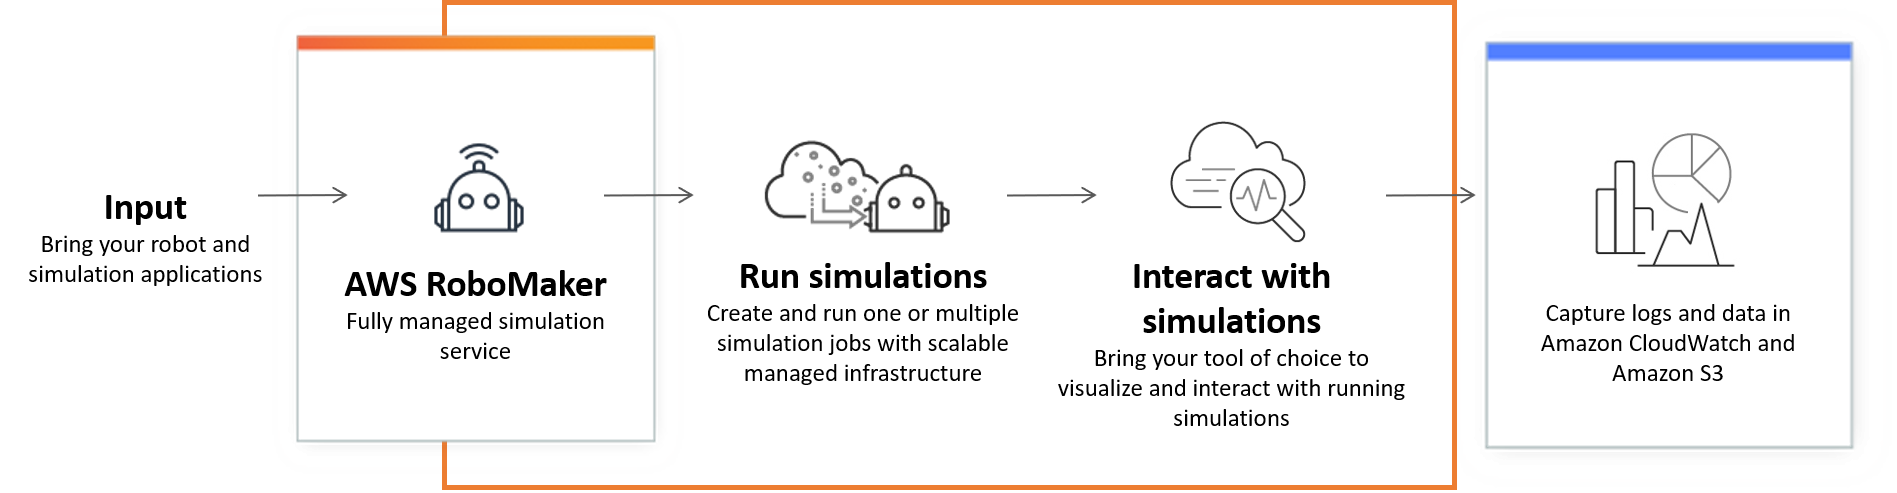 Input
Bring your robot and
simulation applications
AWS RoboMaker
Fully managed simulation
service
Run simulations
Create and run one or multiple
simulation jobs with scalable
managed infrastructure
Interact with
simulations
Bring your tool of choice to
visualize and interact with running
simulations
Capture logs and data in
Amazon CloudWatch and
Amazon S3